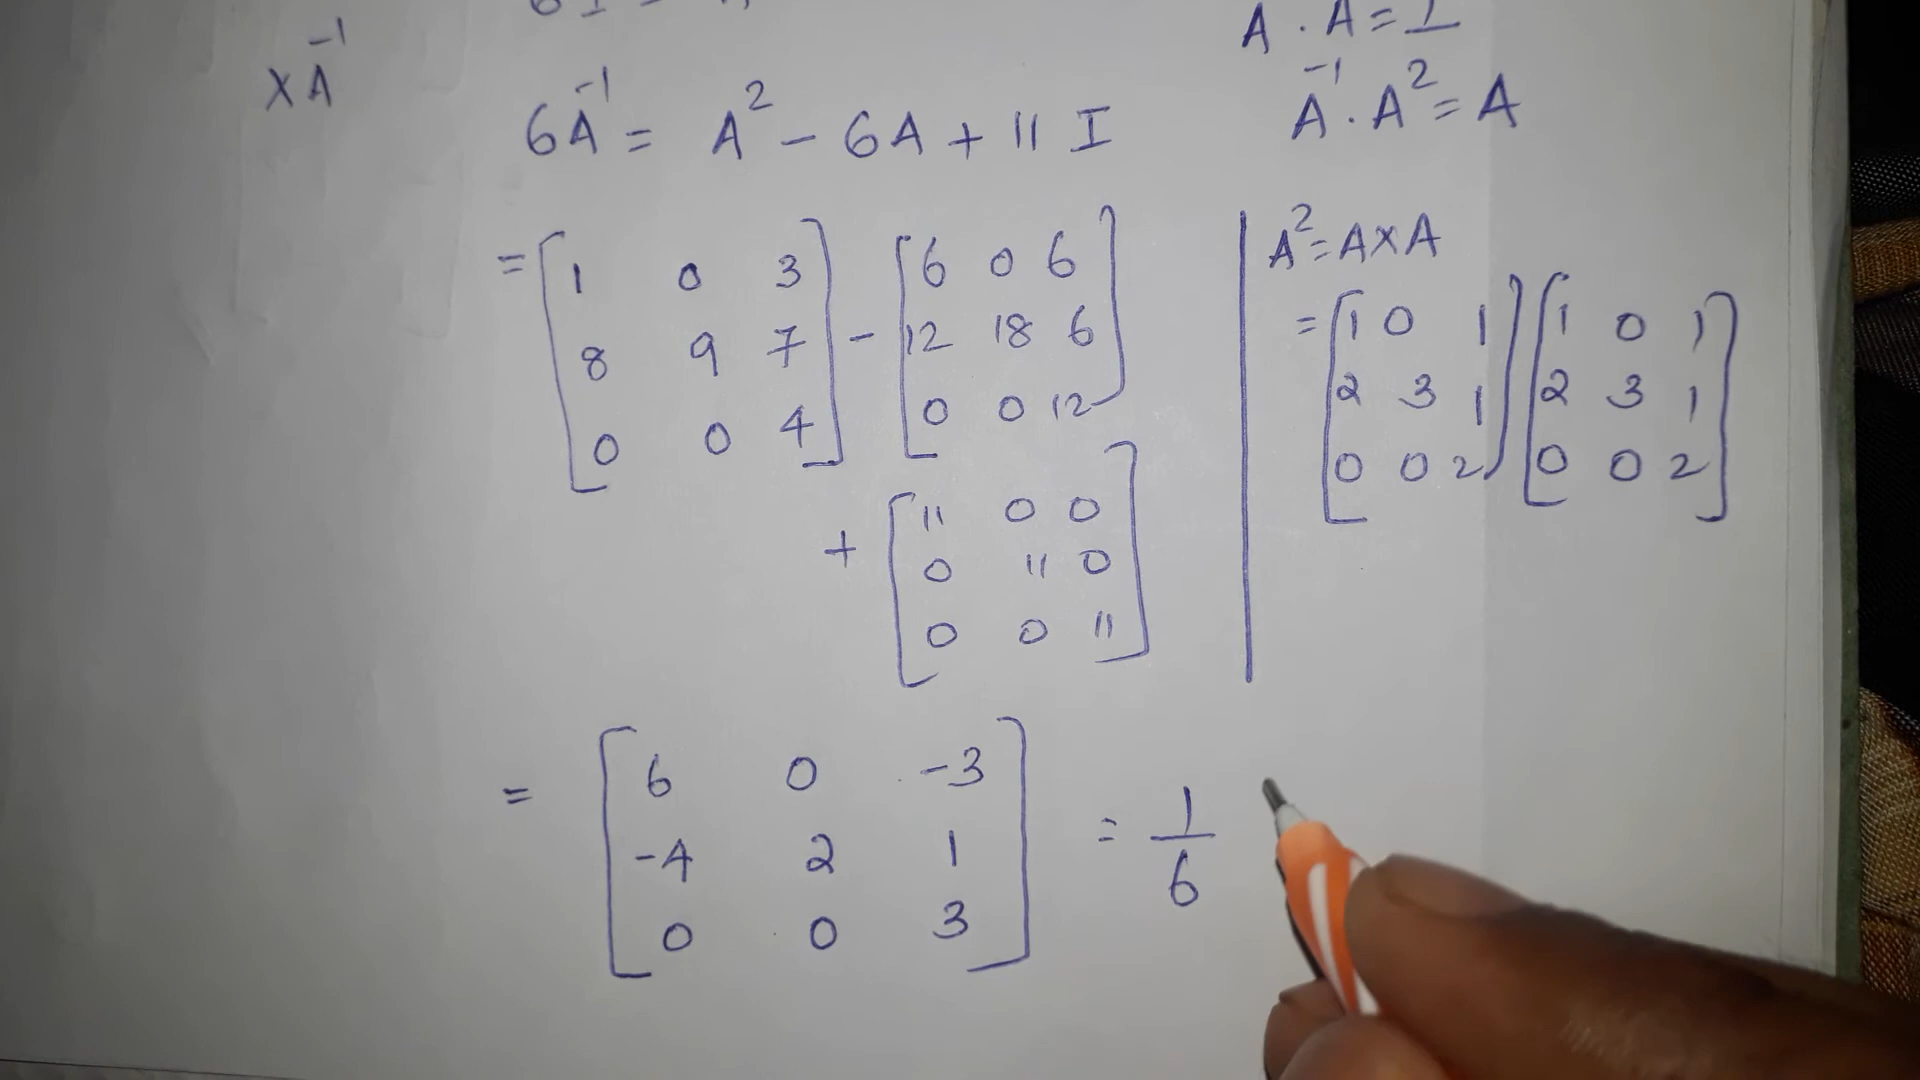 A · A = I
x A⁻¹
6A⁻¹ = A² - 6A + 11 I
A⁻¹ · A² = A
= [1 0 3
8 9 7
0 0 4] - [6 0 6
12 18 6
0 0 12]
+ [11 0 0
0 11 0
0 0 11]
A² = A x A
= [1 0 1
2 3 1
0 0 2] [1 0 1
2 3 1
0 0 2]
= [6 0 -3
-4 2 1
0 0 3] = 1/6